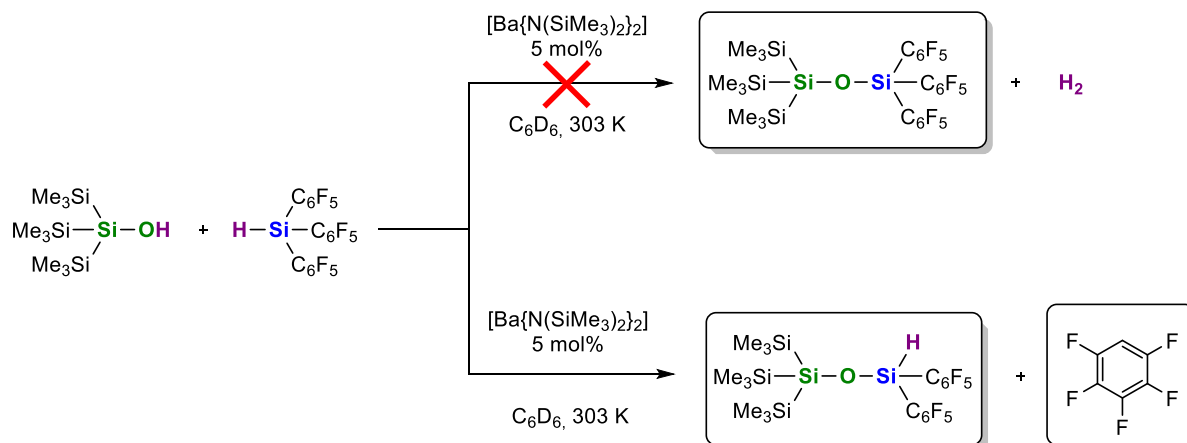 [Ba{N(SiMe3)2}2]
5 mol%
C6D6, 303 K
Me3Si
Me3Si Si O Si C6F5
Me3Si
C6F5
C6F5
+ H2
Me3Si
Me3Si Si OH
Me3Si
+
H Si C6F5
C6F5
C6F5
[Ba{N(SiMe3)2}2]
5 mol%
C6D6, 303 K
Me3Si
Me3Si Si O Si C6F5
Me3Si
H
C6F5
+
F F
F F
F